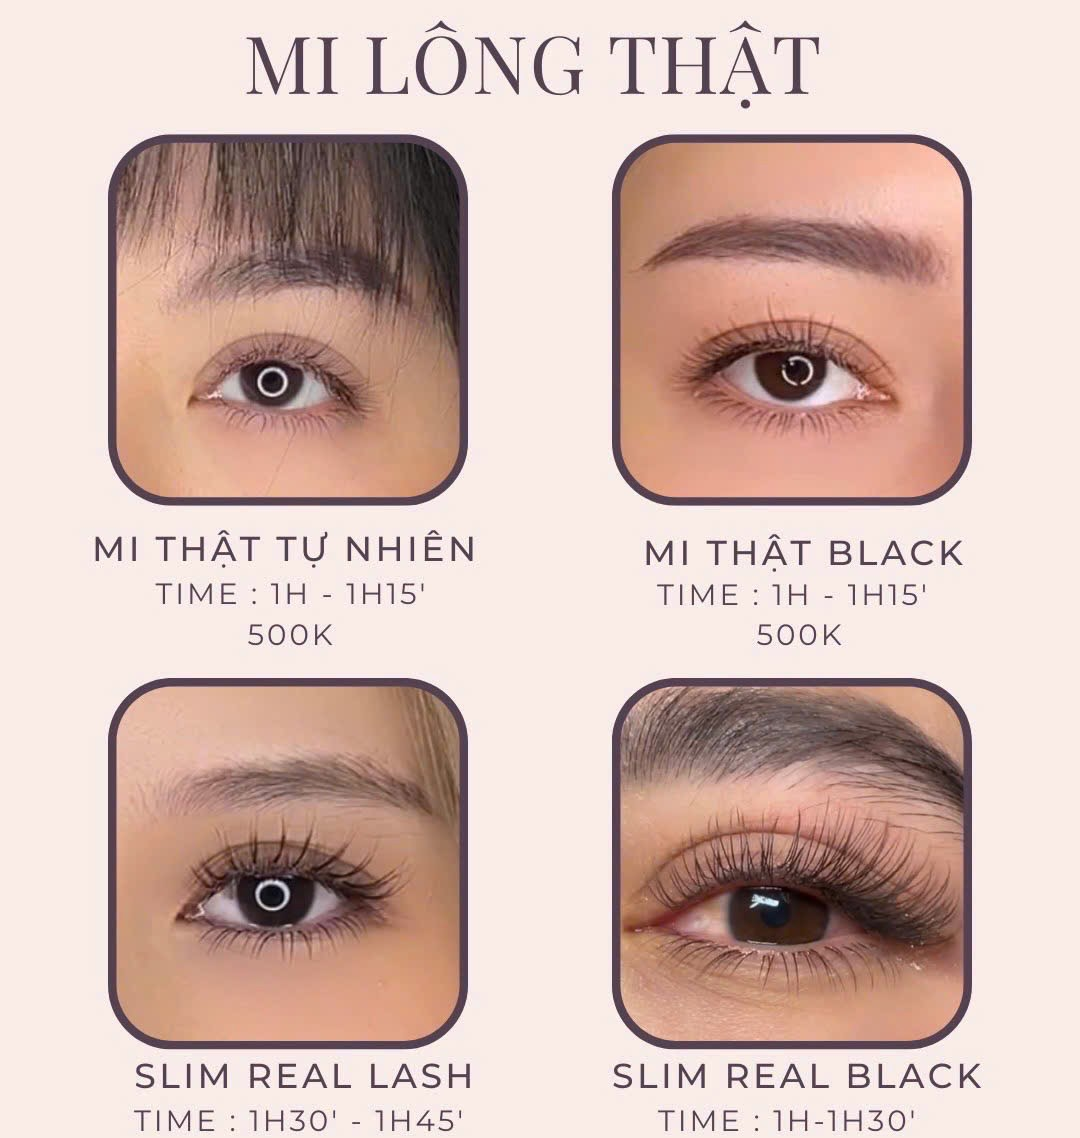 MI LÔNG THẬT
MI THẬT TỰ NHIÊN
TIME : 1H - 1H15'
500K
MI THẬT BLACK
TIME : 1H - 1H15'
500K
SLIM REAL LASH
TIME : 1H30' - 1H45'
SLIM REAL BLACK
TIME : 1H-1H30'